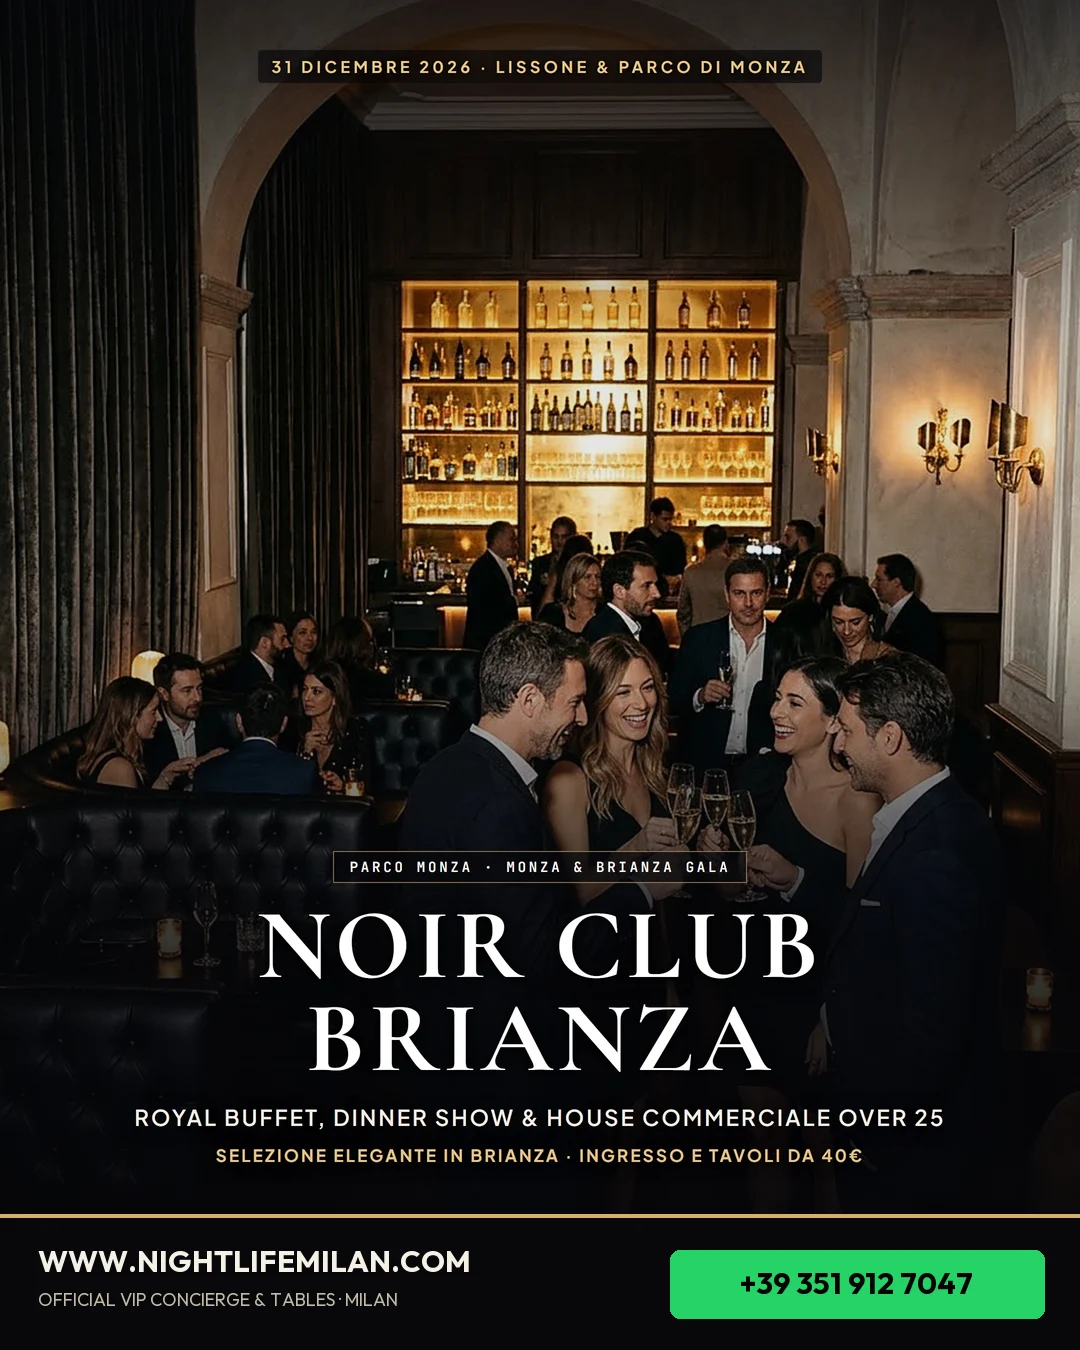 31 DICEMBRE 2026 · LISSONE & PARCO DI MONZA
PARCO MONZA · MONZA & BRIANZA GALA
NOIR CLUB
BRIANZA
ROYAL BUFFET, DINNER SHOW & HOUSE COMMERCIALE OVER 25
SELEZIONE ELEGANTE IN BRIANZA · INGRESSO E TAVOLI DA 40€
WWW.NIGHTLIFEMILAN.COM
OFFICIAL VIP CONCIERGE & TABLES · MILAN
+39 351 912 7047